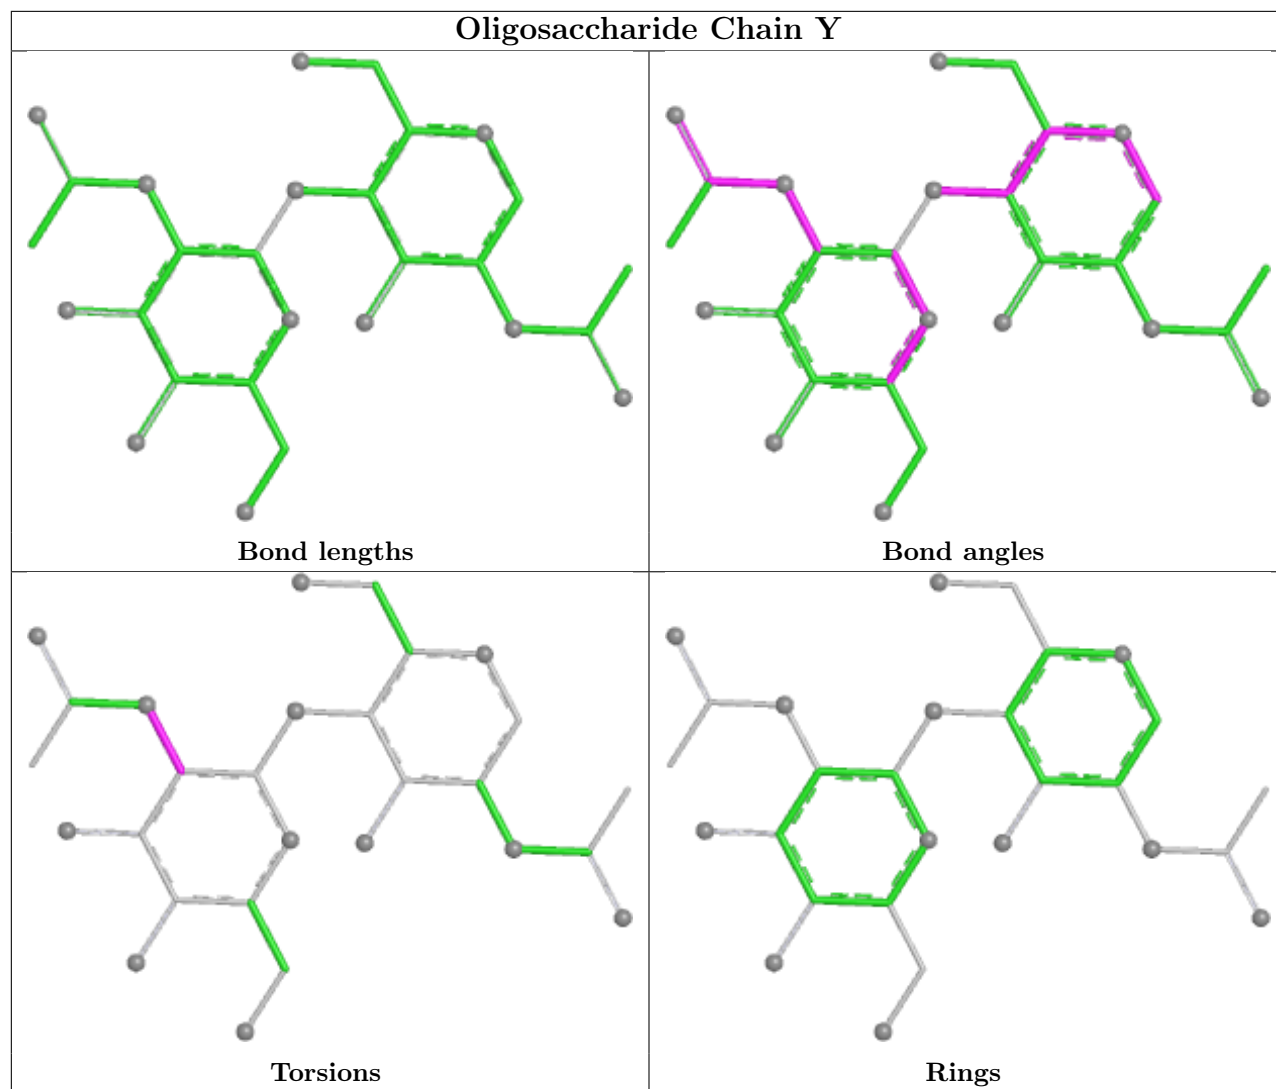 Oligosaccharide Chain Y
Bond lengths
Bond angles
Torsions
Rings